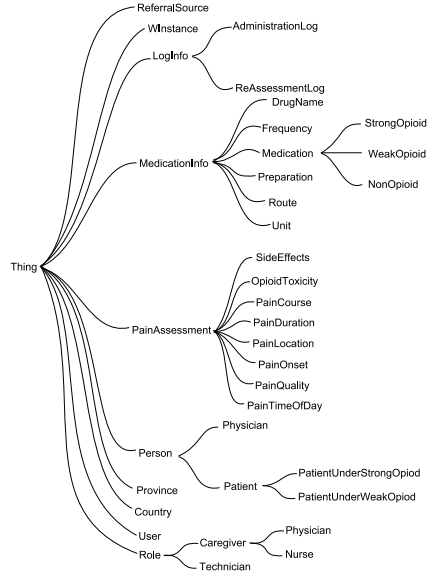 ReferralSource
WInstance
LogInfo
AdministrationLog
ReAssessmentLog
MedicationInfo
DrugName
Frequency
Medication
StrongOpioid
WeakOpioid
NonOpioid
Preparation
Route
Unit
Thing
PainAssessment
SideEffects
OpioidToxicity
PainCourse
PainDuration
PainLocation
PainOnset
PainQuality
PainTimeOfDay
Person
Physician
Patient
PatientUnderStrongOpiod
PatientUnderWeakOpiod
Province
Country
User
Role
Caregiver
Physician
Nurse
Technician